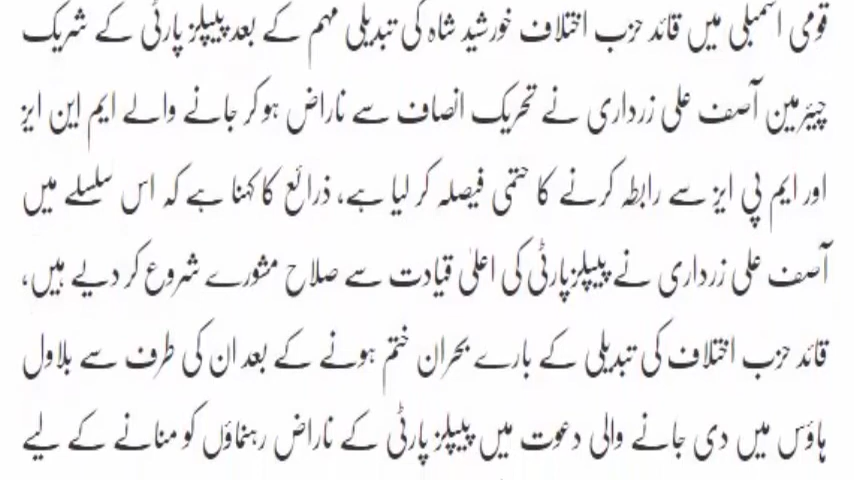 قومی اسمبلی میں قائد حزب اختلاف خورشید شاہ کی تبدیلی مہم کے بعد پیپلز پارٹی کے شریک
چیئرمین آصف علی زرداری نے تحریک انصاف سے ناراض ہو کر جانے والے ایم این ایز
اور ایم پی ایز سے رابطہ کرنے کا حتمی فیصلہ کر لیا ہے، ذرائع کا کہنا ہے کہ اس سلسلے میں
آصف علی زرداری نے پیپلزپارٹی کی اعلیٰ قیادت سے صلاح مشورے شروع کر دیے ہیں،
قائد حزب اختلاف کی تبدیلی کے بارے بحران ختم ہونے کے بعد ان کی طرف سے بلاول
ہاؤس میں دی جانے والی دعوت میں پیپلز پارٹی کے ناراض رہنماؤں کو منانے کے لیے